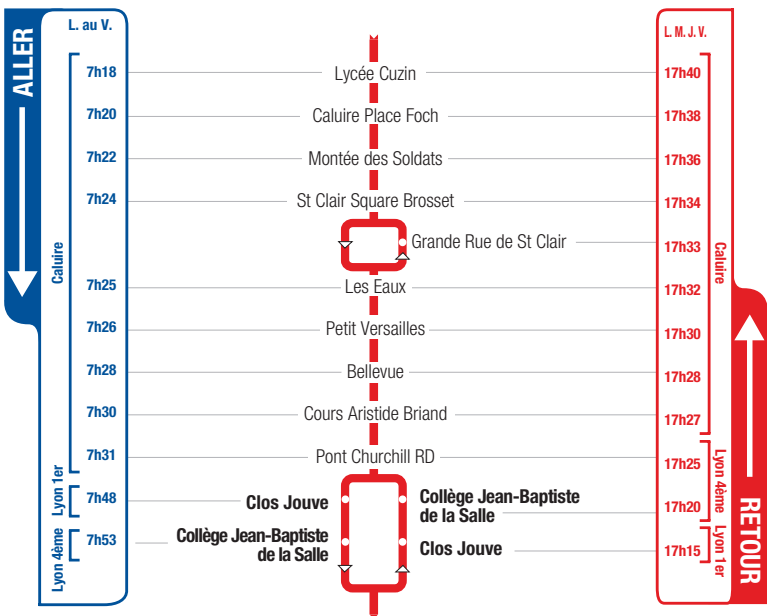 ALLER
L. au V.
L. M. J. V.
7h18 Lycée Cuzin 17h40
7h20 Caluire Place Foch 17h38
7h22 Montée des Soldats 17h36
7h24 St Clair Square Brosset 17h34
Grande Rue de St Clair 17h33
Caluire
Caluire
7h25 Les Eaux 17h32
7h26 Petit Versailles 17h30
7h28 Bellevue 17h28
7h30 Cours Aristide Briand 17h27
7h31 Pont Churchill RD 17h25
Lyon 1er
7h48 Clos Jouve
Collège Jean-Baptiste
de la Salle
17h20
Lyon 4ème
Lyon 4ème
7h53
Collège Jean-Baptiste
de la Salle
Clos Jouve 17h15
Lyon 1er
RETOUR